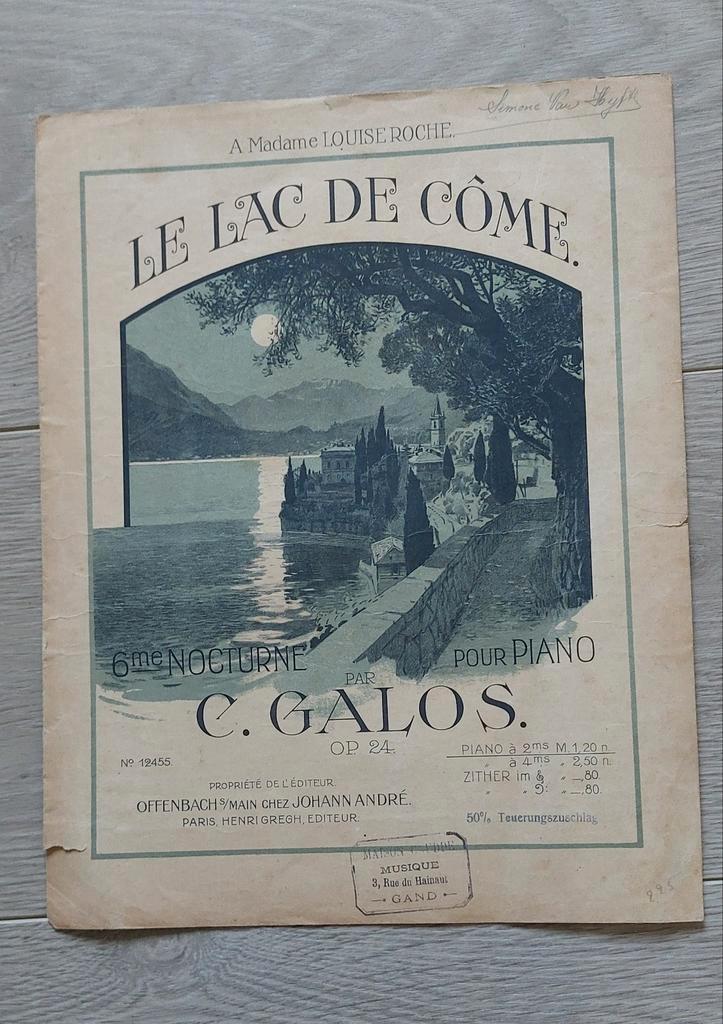 Simone Van
A Madame LOUISE ROCHE.
LE LAC DE CÔME.
6me NOCTURNE
POUR PIANO
PAR
C. GALOS.
OP. 24.
Nº 12455.
PIANO à 2ms M. 1,20 n.
„ à 4ms „ 2,50 n.
ZITHER im 𝄞 „ —,80.
„ „ 𝄢 „ —,80.
PROPRIÉTÉ DE L'ÉDITEUR.
OFFENBACH s/MAIN CHEZ JOHANN ANDRÉ.
PARIS, HENRI GREGH, EDITEUR.
50% Teuerungszuschlag
MAISON
MUSIQUE
3, Rue du Hainaut
- GAND -
225